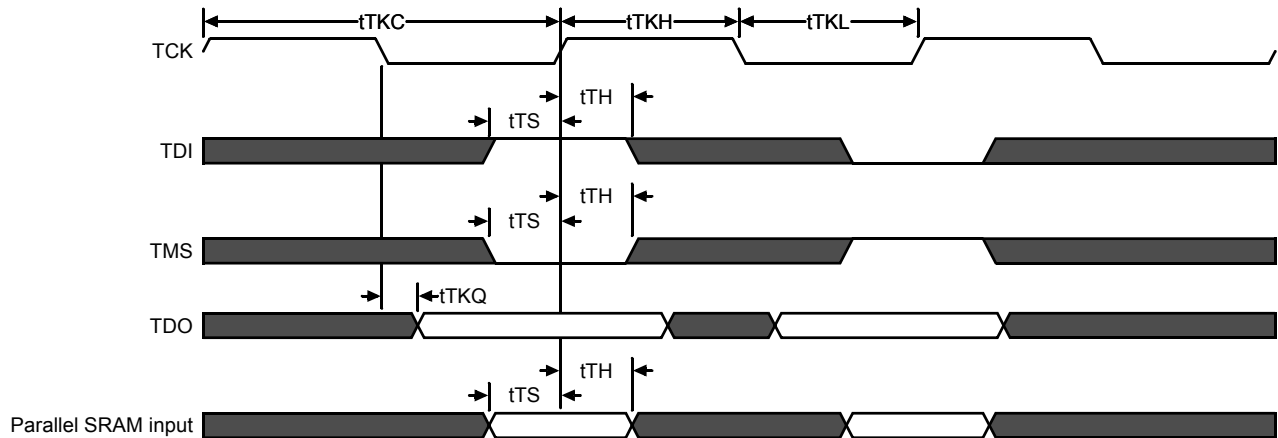 tTKC tTKH tTKL
TCK
tTH
tTS
TDI
tTH
tTS
TMS
tTKQ
TDO
tTH
tTS
Parallel SRAM input